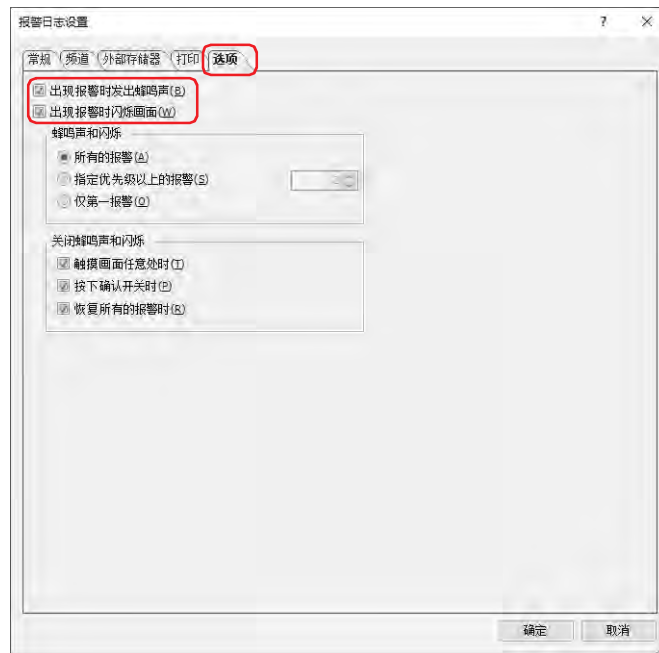 报警日志设置 ? ×
常规 频道 外部存储器 打印 选项
出现报警时发出蜂鸣声(B)
出现报警时闪烁画面(W)
蜂鸣声和闪烁
所有的报警(A)
指定优先级以上的报警(S)
仅第一报警(O)
关闭蜂鸣声和闪烁
触摸画面任意处时(T)
按下确认开关时(P)
恢复所有的报警时(R)
确定 取消